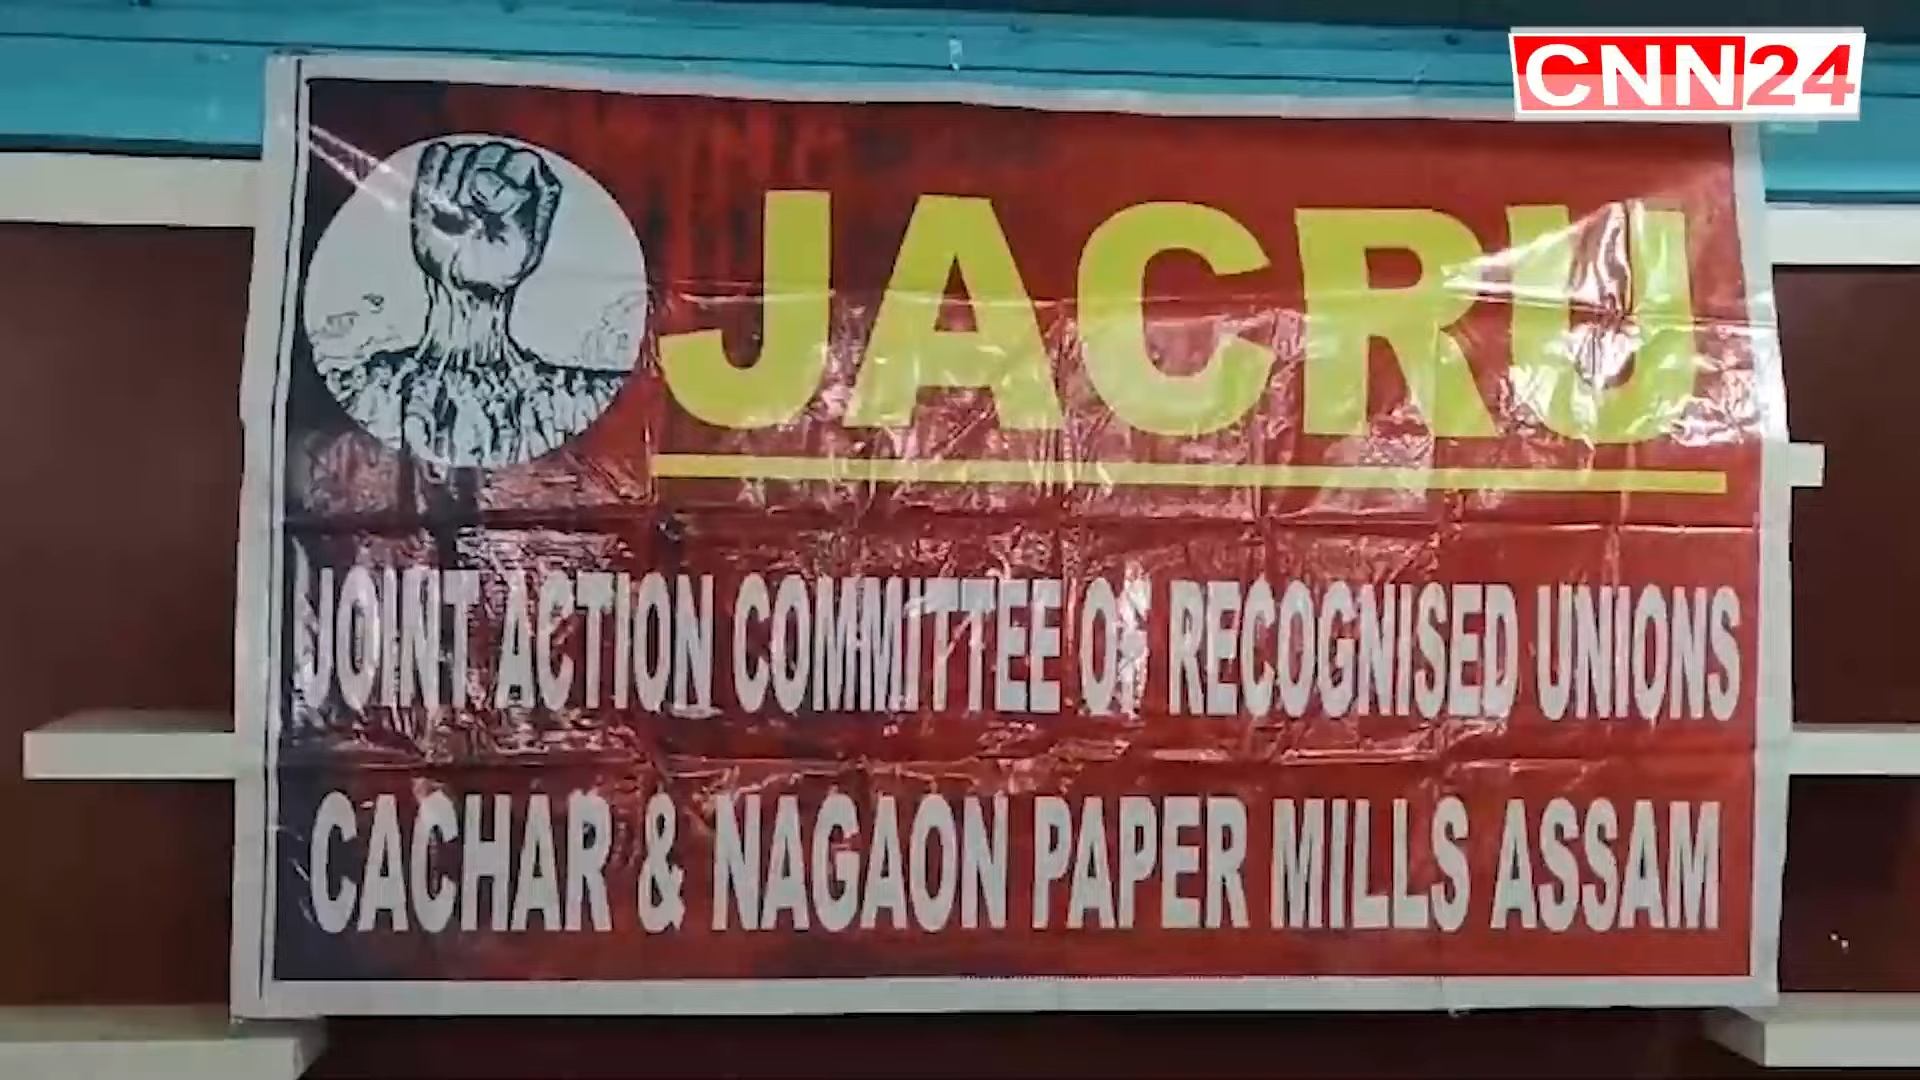 CNN24
JACRU
JOINT ACTION COMMITTEE OF RECOGNISED UNIONS
CACHAR & NAGAON PAPER MILLS ASSAM